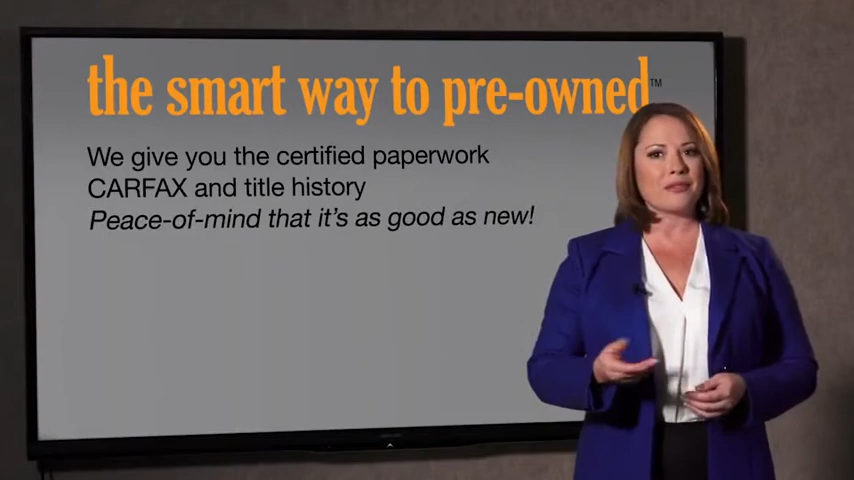 the smart way to pre-owned™
We give you the certified paperwork
CARFAX and title history
Peace-of-mind that it's as good as new!